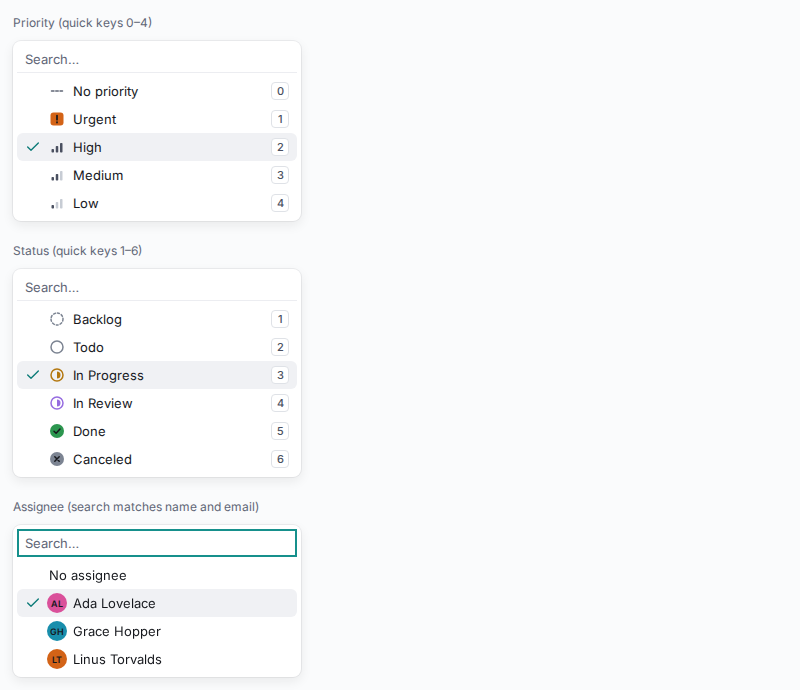 Priority (quick keys 0–4)
Search...
No priority 0
! Urgent 1
High 2
Medium 3
Low 4
Status (quick keys 1–6)
Search...
Backlog 1
Todo 2
In Progress 3
In Review 4
Done 5
Canceled 6
Assignee (search matches name and email)
Search...
No assignee
AL Ada Lovelace
GH Grace Hopper
LT Linus Torvalds